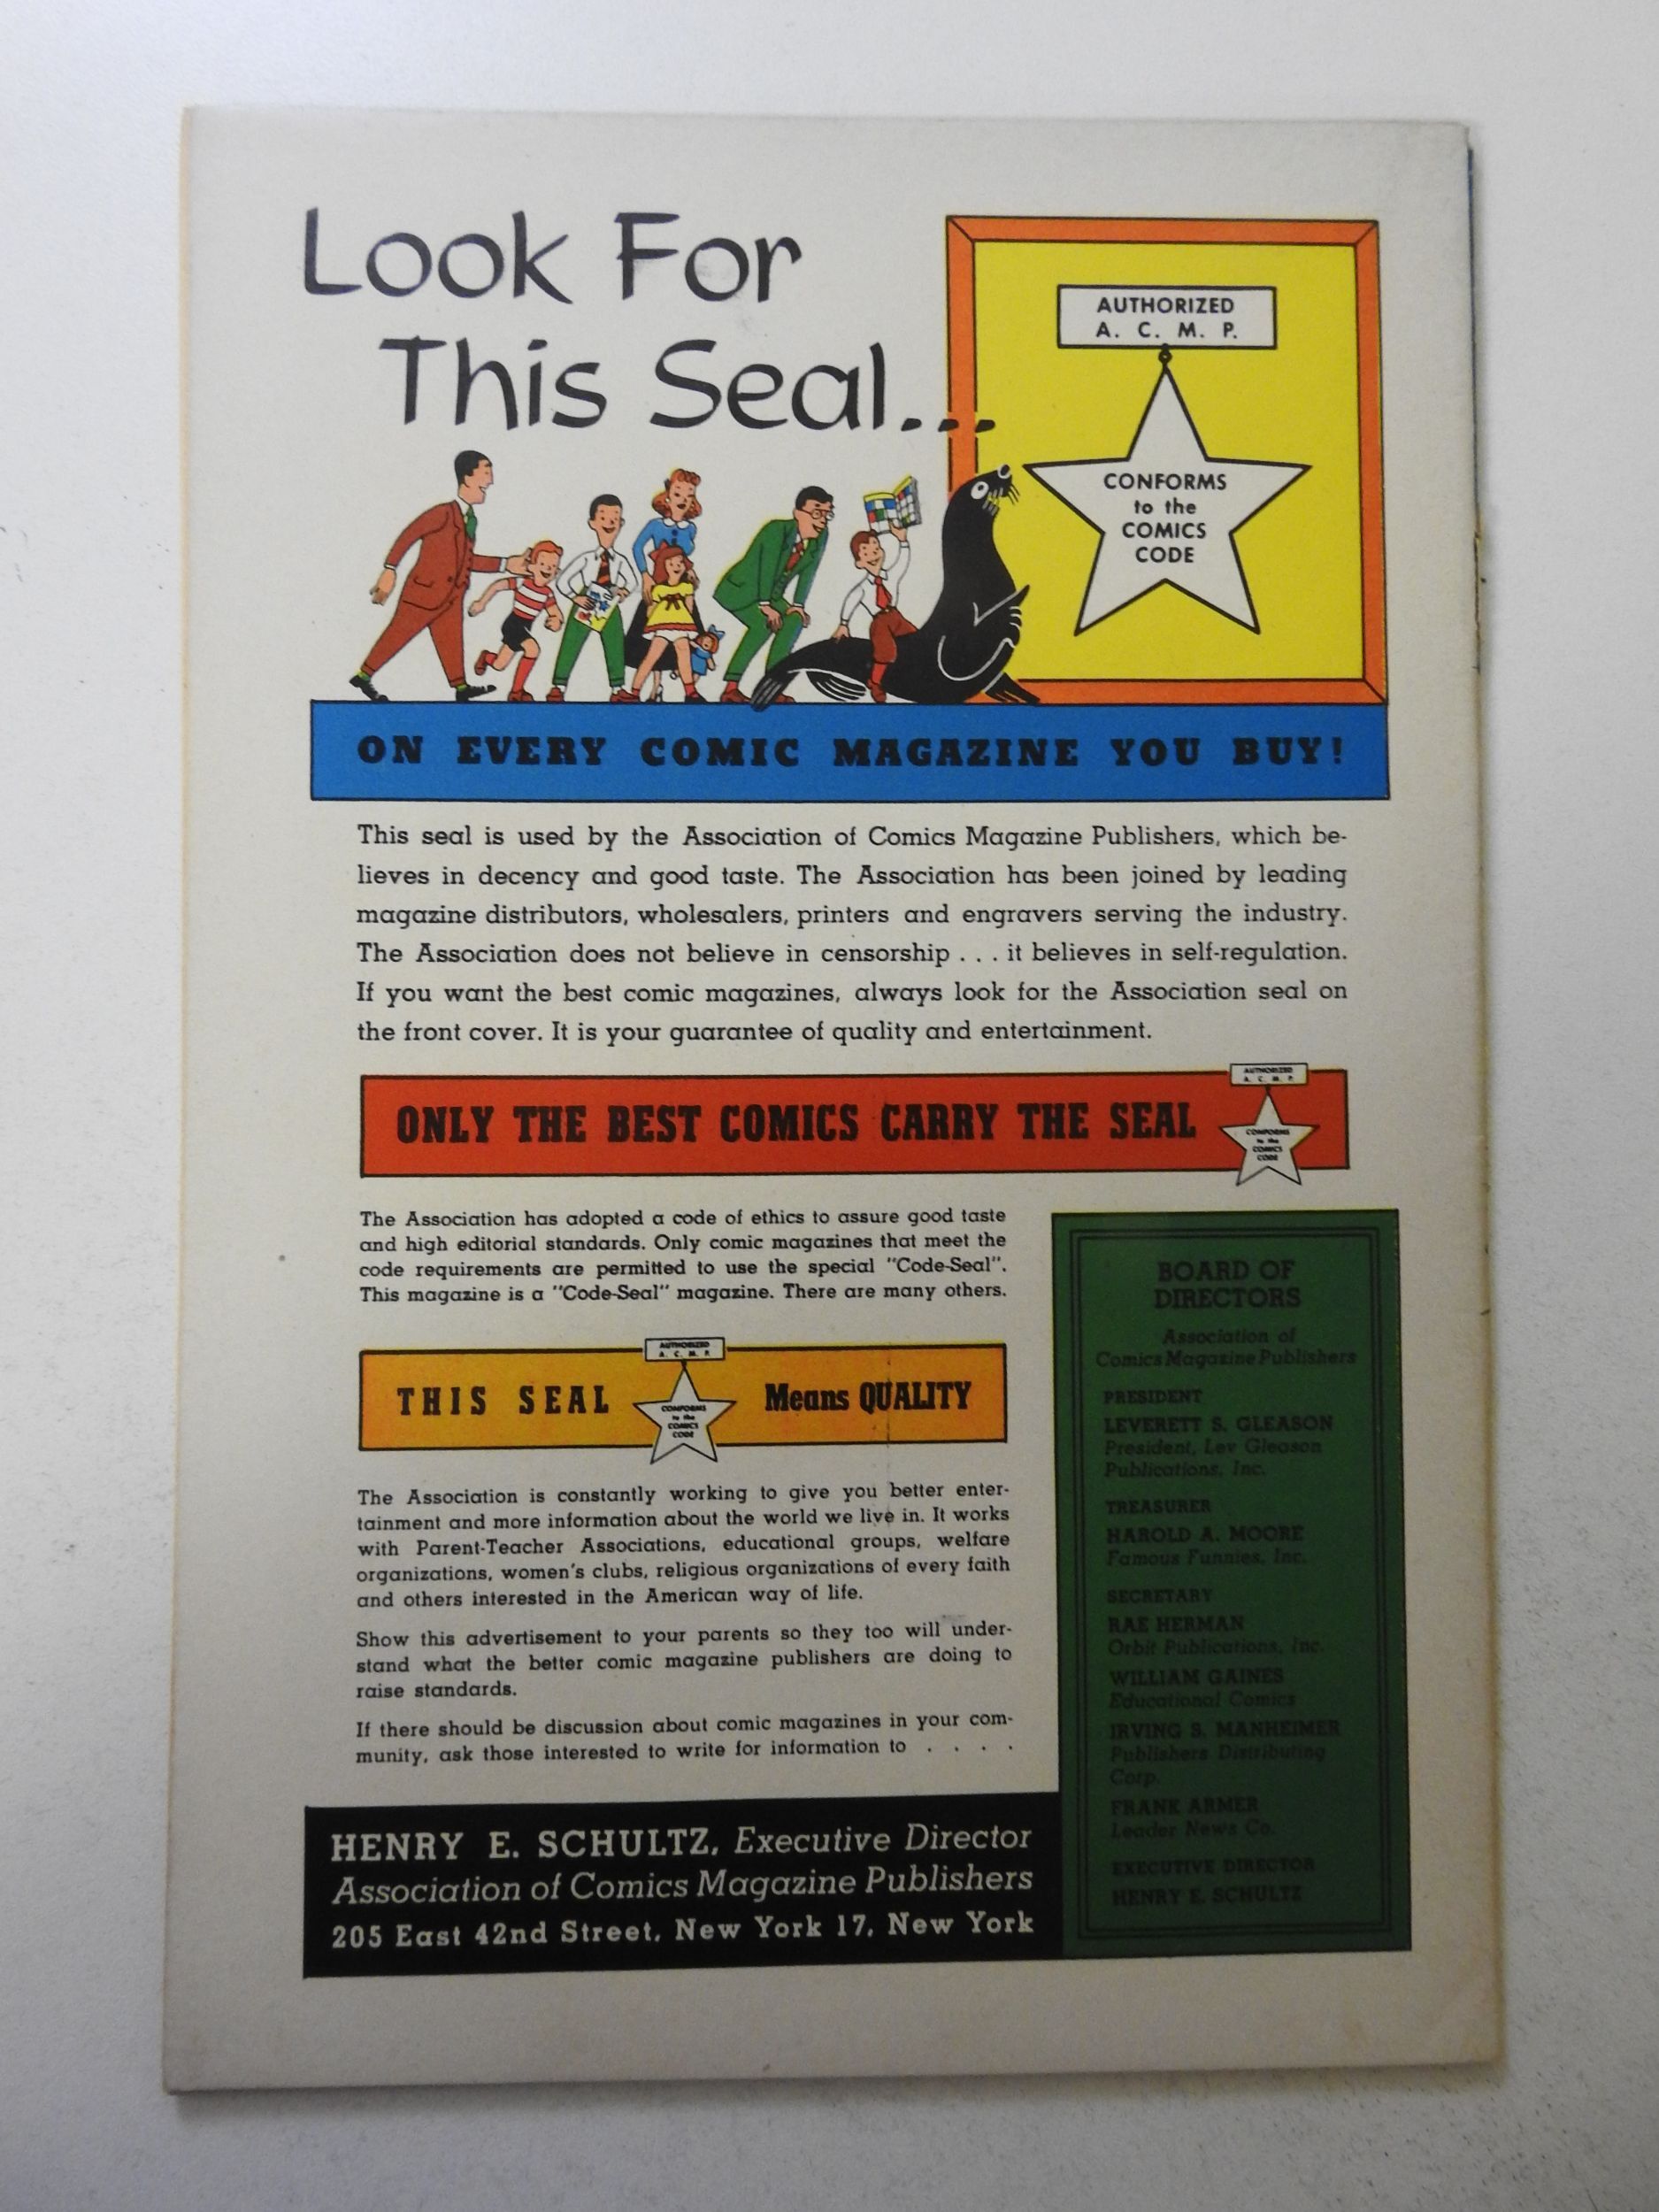 Look For
This Seal...
AUTHORIZED
A. C. M. P.
CONFORMS
to the
COMICS
CODE
ON EVERY COMIC MAGAZINE YOU BUY!
This seal is used by the Association of Comics Magazine Publishers, which be-
lieves in decency and good taste. The Association has been joined by leading
magazine distributors, wholesalers, printers and engravers serving the industry.
The Association does not believe in censorship . . . it believes in self-regulation.
If you want the best comic magazines, always look for the Association seal on
the front cover. It is your guarantee of quality and entertainment.
ONLY THE BEST COMICS CARRY THE SEAL
AUTHORIZED
A. C. M. P.
CONFORMS
to the
COMICS
CODE
The Association has adopted a code of ethics to assure good taste
and high editorial standards. Only comic magazines that meet the
code requirements are permitted to use the special "Code-Seal".
This magazine is a "Code-Seal" magazine. There are many others.
THIS SEAL
AUTHORIZED
A. C. M. P.
CONFORMS
to the
COMICS
CODE
Means QUALITY
The Association is constantly working to give you better enter-
tainment and more information about the world we live in. It works
with Parent-Teacher Associations, educational groups, welfare
organizations, women's clubs, religious organizations of every faith
and others interested in the American way of life.
Show this advertisement to your parents so they too will under-
stand what the better comic magazine publishers are doing to
raise standards.
If there should be discussion about comic magazines in your com-
munity, ask those interested to write for information to . . . .
HENRY E. SCHULTZ, Executive Director
Association of Comics Magazine Publishers
205 East 42nd Street, New York 17, New York
BOARD OF
DIRECTORS
Association of
Comics Magazine Publishers
PRESIDENT
LEVERETT S. GLEASON
President, Lev Gleason
Publications, Inc.
TREASURER
HAROLD A. MOORE
Famous Funnies, Inc.
SECRETARY
RAE HERMAN
Orbit Publications, Inc.
WILLIAM GAINES
Educational Comics
IRVING S. MANHEIMER
Publishers Distributing
Corp.
FRANK ARMER
Leader News Co.
EXECUTIVE DIRECTOR
HENRY E. SCHULTZ